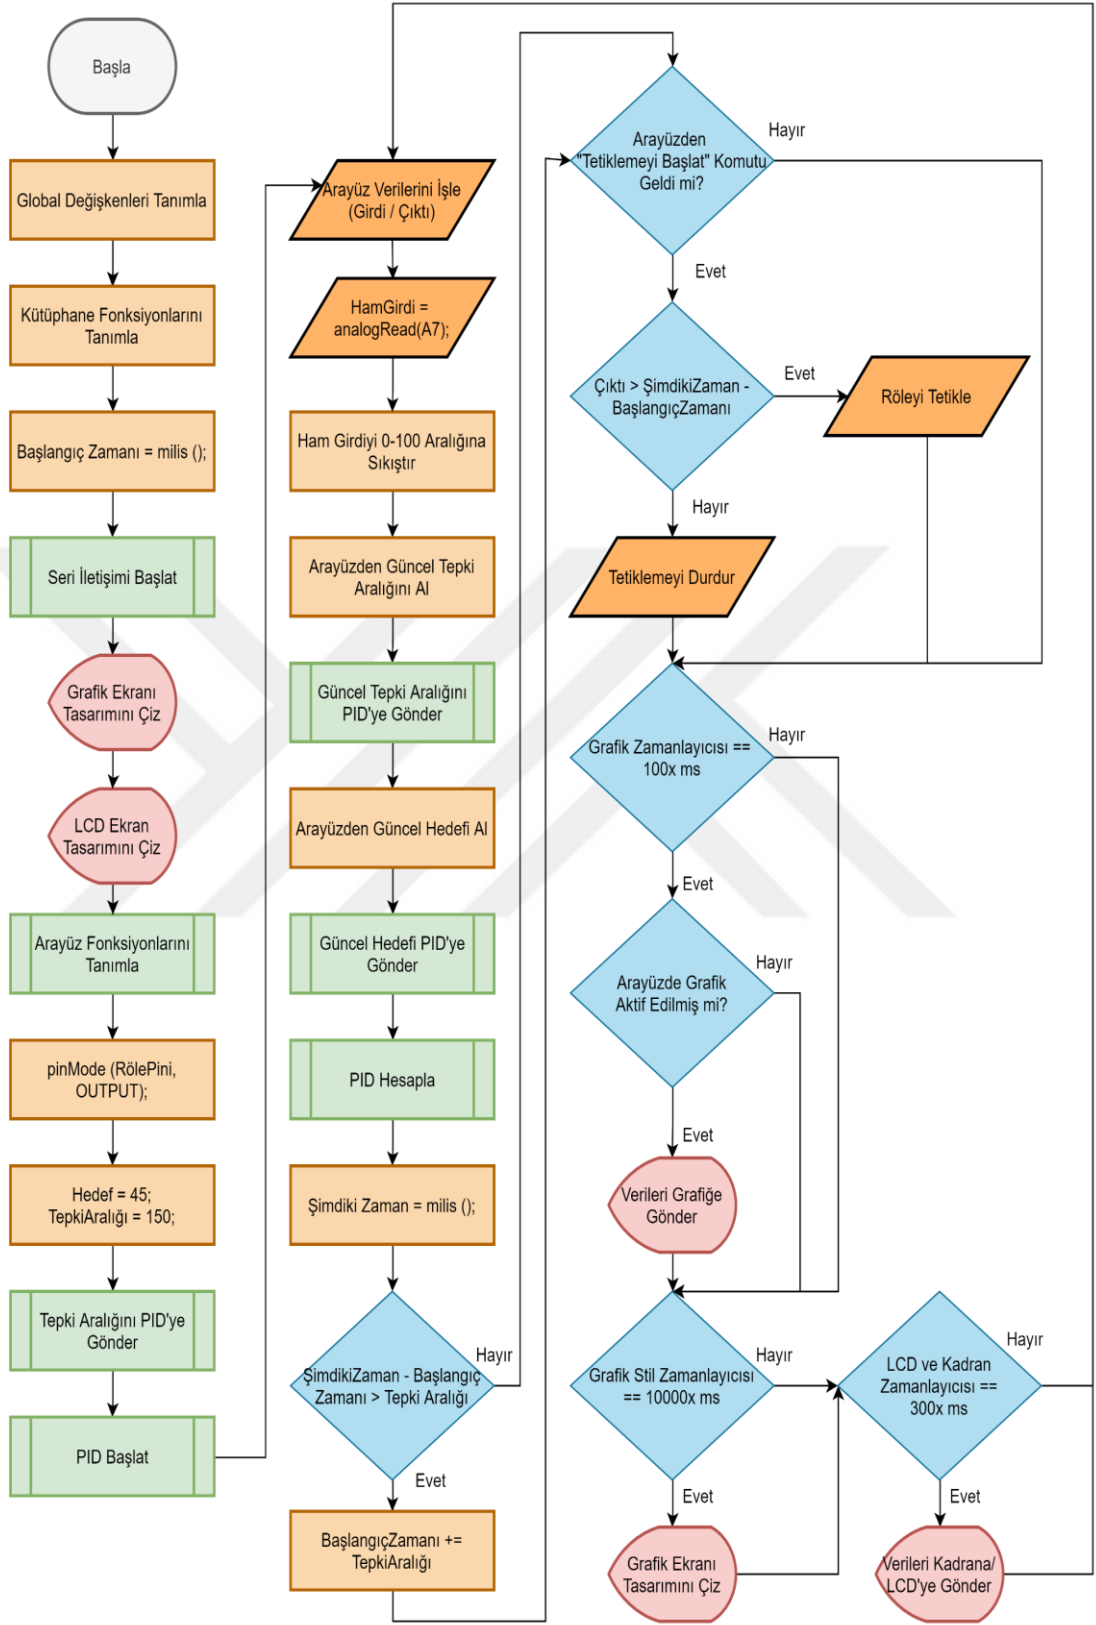 Başla
Global Değişkenleri Tanımla
Kütüphane Fonksiyonlarını
Tanımla
Başlangıç Zamanı = milis ();
Seri İletişimi Başlat
Grafik Ekranı
Tasarımını Çiz
LCD Ekran
Tasarımını Çiz
Arayüz Fonksiyonlarını
Tanımla
pinMode (RölePini,
OUTPUT);
Hedef = 45;
TepkiAralığı = 150;
Tepki Aralığını PID'ye
Gönder
PID Başlat
Arayüz Verilerini İşle
(Girdi / Çıktı)
HamGirdi =
analogRead(A7);
Ham Girdiyi 0-100 Aralığına
Sıkıştır
Arayüzden Güncel Tepki
Aralığını Al
Güncel Tepki Aralığını
PID'ye Gönder
Arayüzden Güncel Hedefi Al
Güncel Hedefi PID'ye
Gönder
PID Hesapla
Şimdiki Zaman = milis ();
ŞimdikiZaman - Başlangıç
Zamanı > Tepki Aralığı
Hayır
Evet
BaşlangıçZamanı +=
TepkiAralığı
Arayüzden
"Tetiklemeyi Başlat" Komutu
Geldi mi?
Hayır
Evet
Çıktı > ŞimdikiZaman -
BaşlangıçZamanı
Evet
Röleyi Tetikle
Hayır
Tetiklemeyi Durdur
Grafik Zamanlayıcısı ==
100x ms
Hayır
Evet
Arayüzde Grafik
Aktif Edilmiş mi?
Hayır
Evet
Verileri Grafiğe
Gönder
Grafik Stil Zamanlayıcısı
== 10000x ms
Hayır
Evet
Grafik Ekranı
Tasarımını Çiz
LCD ve Kadran
Zamanlayıcısı ==
300x ms
Hayır
Evet
Verileri Kadrana/
LCD'ye Gönder